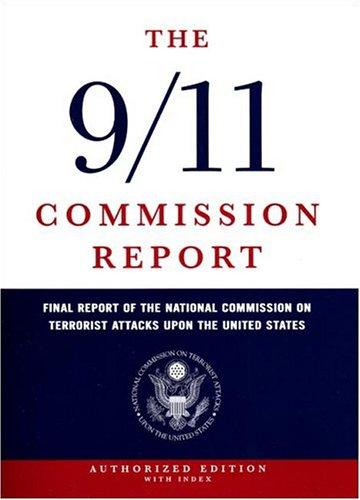 THE
9/11
COMMISSION
REPORT
FINAL REPORT OF THE NATIONAL COMMISSION ON
TERRORIST ATTACKS UPON THE UNITED STATES
NATIONAL COMMISSION ON TERRORIST ATTACKS
UPON THE UNITED STATES
AUTHORIZED EDITION
WITH INDEX